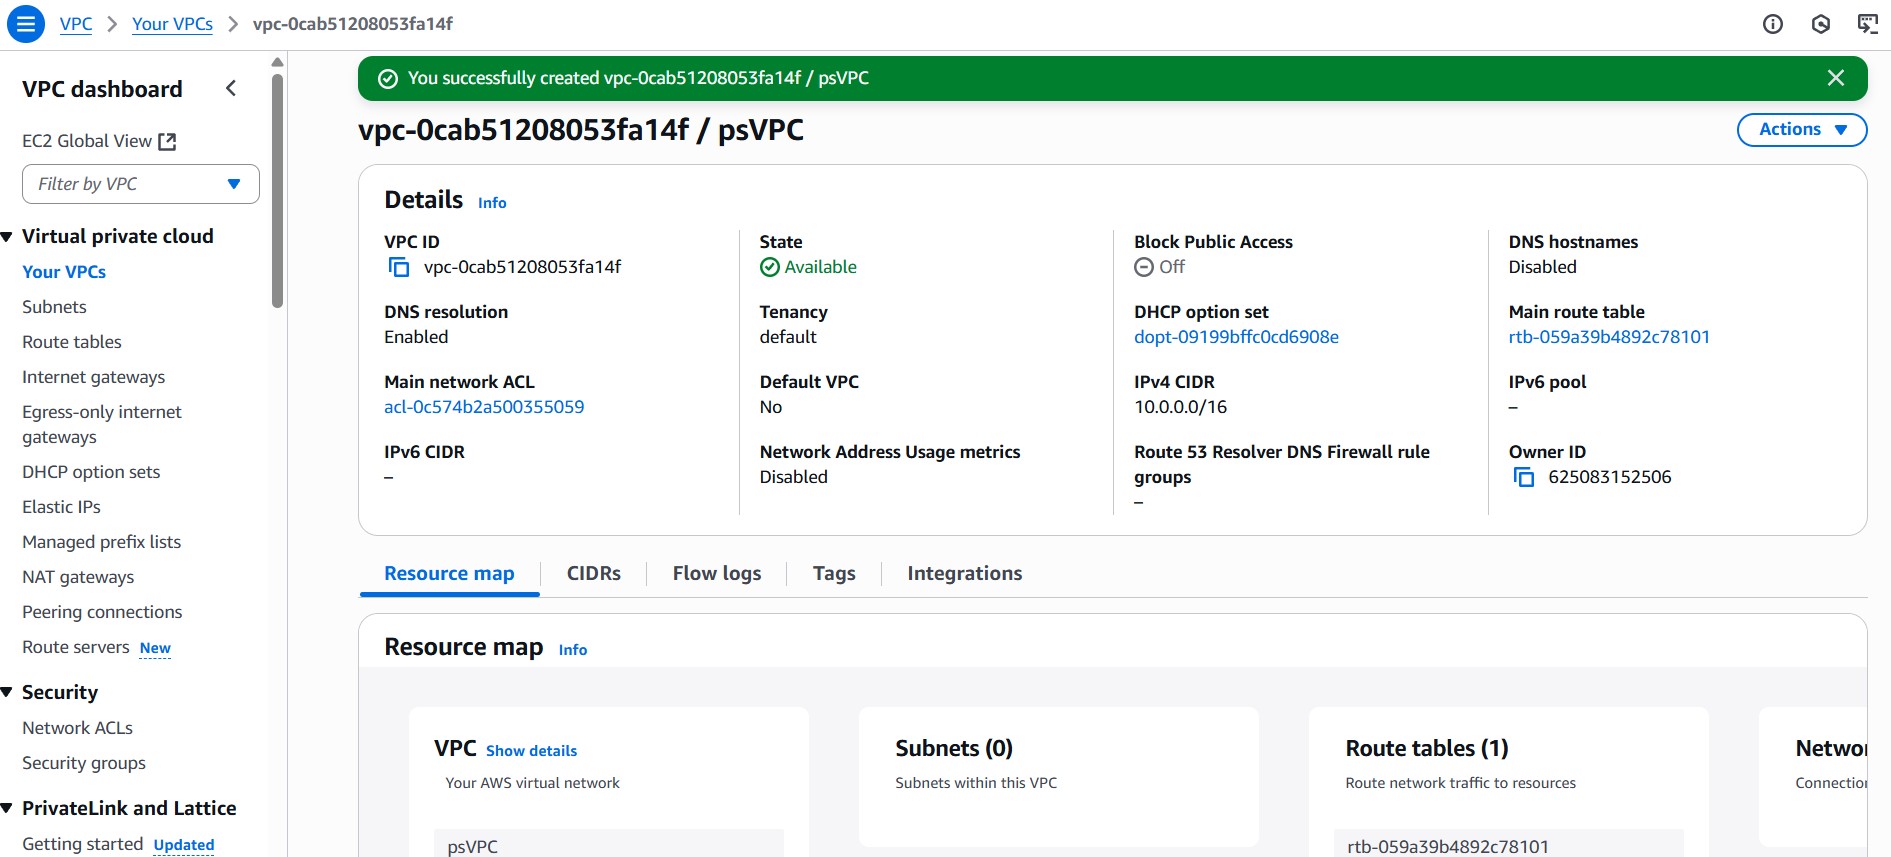 VPC
Your VPCs
vpc-0cab51208053fa14f
VPC dashboard
EC2 Global View
Filter by VPC
Virtual private cloud
Your VPCs
Subnets
Route tables
Internet gateways
Egress-only internet
gateways
DHCP option sets
Elastic IPs
Managed prefix lists
NAT gateways
Peering connections
Route servers New
Security
Network ACLs
Security groups
PrivateLink and Lattice
Getting started Updated
You successfully created vpc-0cab51208053fa14f / psVPC
vpc-0cab51208053fa14f / psVPC
Actions
Details Info
VPC ID
vpc-0cab51208053fa14f
State
Available
Block Public Access
Off
DNS hostnames
Disabled
DNS resolution
Enabled
Tenancy
default
DHCP option set
dopt-09199bffc0cd6908e
Main route table
rtb-059a39b4892c78101
Main network ACL
acl-0c574b2a500355059
Default VPC
No
IPv4 CIDR
10.0.0.0/16
IPv6 pool
–
IPv6 CIDR
–
Network Address Usage metrics
Disabled
Route 53 Resolver DNS Firewall rule
groups
–
Owner ID
625083152506
Resource map
CIDRs
Flow logs
Tags
Integrations
Resource map Info
VPC Show details
Your AWS virtual network
psVPC
Subnets (0)
Subnets within this VPC
Route tables (1)
Route network traffic to resources
rtb-059a39b4892c78101